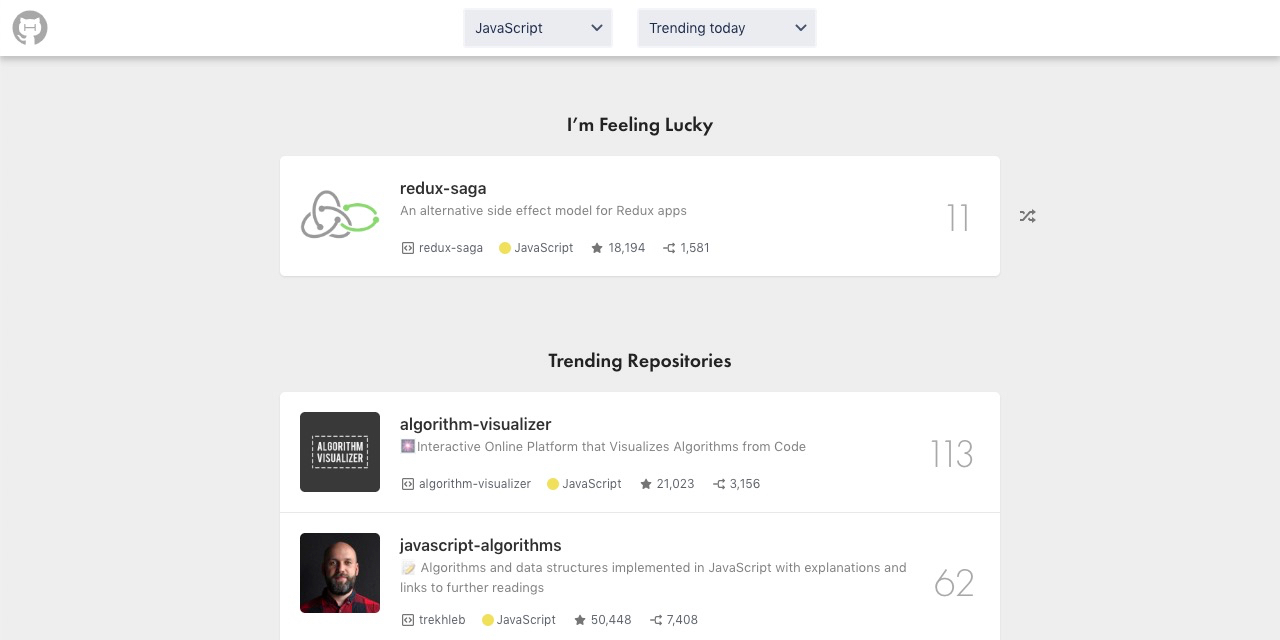 JavaScript
Trending today
I’m Feeling Lucky
redux-saga
An alternative side effect model for Redux apps
11
redux-saga JavaScript 18,194 1,581
Trending Repositories
ALGORITHM
VISUALIZER
algorithm-visualizer
Interactive Online Platform that Visualizes Algorithms from Code
113
algorithm-visualizer JavaScript 21,023 3,156
javascript-algorithms
Algorithms and data structures implemented in JavaScript with explanations and
links to further readings
62
trekhleb JavaScript 50,448 7,408